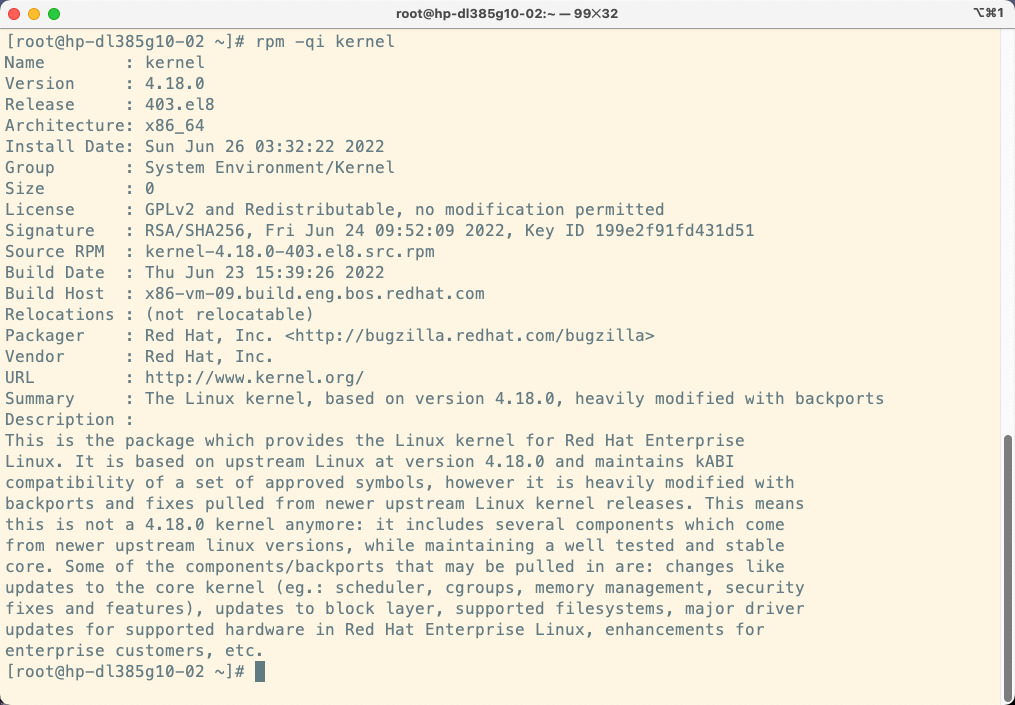 root@hp-dl385g10-02:~ — 99×32
⌥⌘1
[root@hp-dl385g10-02 ~]# rpm -qi kernel
Name        : kernel
Version     : 4.18.0
Release     : 403.el8
Architecture: x86_64
Install Date: Sun Jun 26 03:32:22 2022
Group       : System Environment/Kernel
Size        : 0
License     : GPLv2 and Redistributable, no modification permitted
Signature   : RSA/SHA256, Fri Jun 24 09:52:09 2022, Key ID 199e2f91fd431d51
Source RPM  : kernel-4.18.0-403.el8.src.rpm
Build Date  : Thu Jun 23 15:39:26 2022
Build Host  : x86-vm-09.build.eng.bos.redhat.com
Relocations : (not relocatable)
Packager    : Red Hat, Inc. <http://bugzilla.redhat.com/bugzilla>
Vendor      : Red Hat, Inc.
URL         : http://www.kernel.org/
Summary     : The Linux kernel, based on version 4.18.0, heavily modified with backports
Description :
This is the package which provides the Linux kernel for Red Hat Enterprise
Linux. It is based on upstream Linux at version 4.18.0 and maintains kABI
compatibility of a set of approved symbols, however it is heavily modified with
backports and fixes pulled from newer upstream Linux kernel releases. This means
this is not a 4.18.0 kernel anymore: it includes several components which come
from newer upstream linux versions, while maintaining a well tested and stable
core. Some of the components/backports that may be pulled in are: changes like
updates to the core kernel (eg.: scheduler, cgroups, memory management, security
fixes and features), updates to block layer, supported filesystems, major driver
updates for supported hardware in Red Hat Enterprise Linux, enhancements for
enterprise customers, etc.
[root@hp-dl385g10-02 ~]#